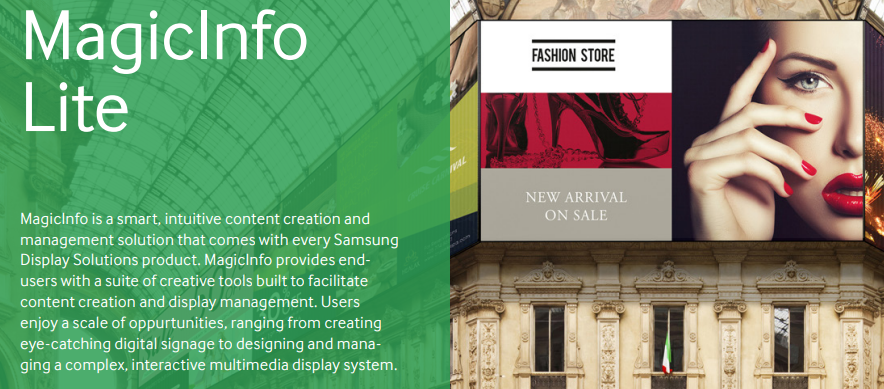 MagicInfo
Lite
MagicInfo is a smart, intuitive content creation and
management solution that comes with every Samsung
Display Solutions product. MagicInfo provides end-
users with a suite of creative tools built to facilitate
content creation and display management. Users
enjoy a scale of oppurtunities, ranging from creating
eye-catching digital signage to designing and mana-
ging a complex, interactive multimedia display system.
FASHION STORE
NEW ARRIVAL
ON SALE